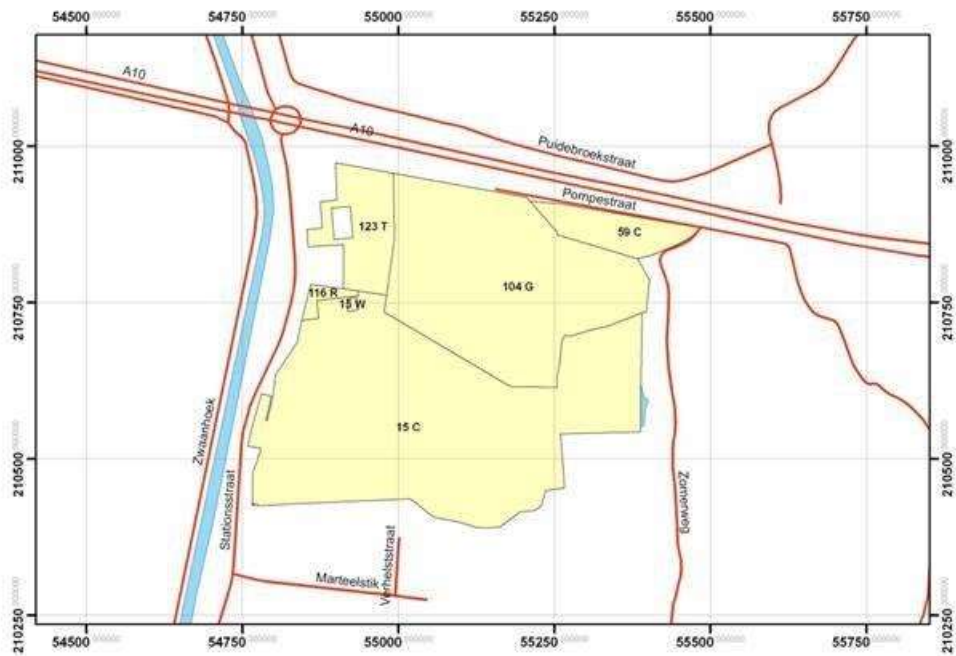 54500 54750 55000 55250 55500 55750
A10
A10
Puidebroekstraat
211000 211000
Pompestraat
123 T
59 C
104 G
116 R
15 W
210750 210750
15 C
Zwaanhoek
210500 210500
Stationsstraat
Zomerweg
Verhelststraat
Marteelstik
210250 210250
54500 54750 55000 55250 55500 55750